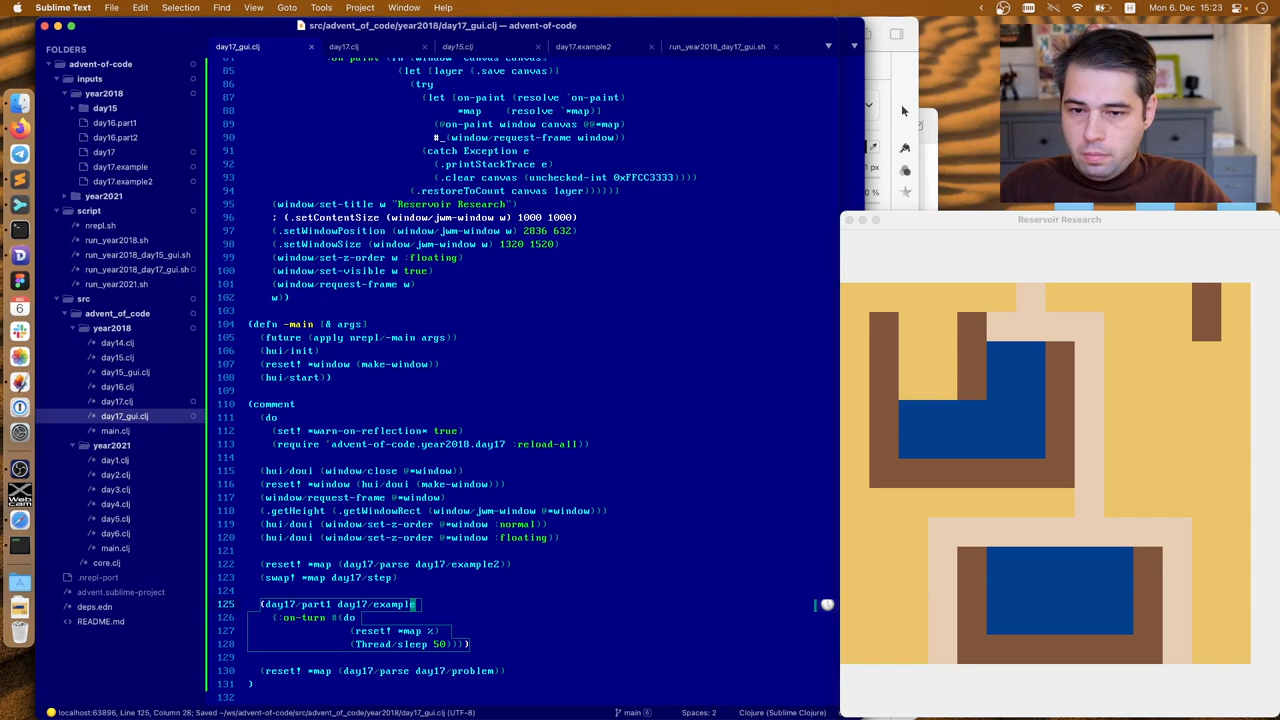 Sublime Text File Edit Selection Find View Goto Tools Project Window Help
Mon 6. Dec 15:23
src/advent_of_code/year2018/day17_gui.clj — advent-of-code
FOLDERS
advent-of-code
inputs
year2018
day15
day16.part1
day16.part2
day17
day17.example
day17.example2
year2021
script
nrepl.sh
run_year2018.sh
run_year2018_day15_gui.sh
run_year2018_day17_gui.sh
run_year2021.sh
src
advent_of_code
year2018
day14.clj
day15.clj
day15_gui.clj
day16.clj
day17.clj
day17_gui.clj
main.clj
year2021
day1.clj
day2.clj
day3.clj
day4.clj
day5.clj
day6.clj
main.clj
core.clj
.nrepl-port
advent.sublime-project
deps.edn
README.md
day17_gui.clj
day17.clj
day15.clj
day17.example2
run_year2018_day17_gui.sh
85 (let [layer (.save canvas)]
86 (try
87 (let [on-paint (resolve `on-paint)
88 *map (resolve `*map)]
89 (@on-paint window canvas @@*map)
90 #_(window/request-frame window))
91 (catch Exception e
92 (.printStackTrace e)
93 (.clear canvas (unchecked-int 0xFFCC3333))))
94 (.restoreToCount canvas layer)))})]
95 (window/set-title w "Reservoir Research")
96 ; (.setContentSize (window/jwm-window w) 1000 1000)
97 (.setWindowPosition (window/jwm-window w) 2836 632)
98 (.setWindowSize (window/jwm-window w) 1320 1520)
99 (window/set-z-order w :floating)
100 (window/set-visible w true)
101 (window/request-frame w)
102 w))
103
104 (defn -main [& args]
105 (future (apply nrepl/-main args))
106 (hui/init)
107 (reset! *window (make-window))
108 (hui/start))
109
110 (comment
111 (do
112 (set! *warn-on-reflection* true)
113 (require 'advent-of-code.year2018.day17 :reload-all))
114
115 (hui/doui (window/close @*window))
116 (reset! *window (hui/doui (make-window)))
117 (window/request-frame @*window)
118 (.getHeight (.getWindowRect (window/jwm-window @*window)))
119 (hui/doui (window/set-z-order @*window :normal))
120 (hui/doui (window/set-z-order @*window :floating))
121
122 (reset! *map (day17/parse day17/example2))
123 (swap! *map day17/step)
124
125 (day17/part1 day17/example
126 {:on-turn #(do
127 (reset! *map %)
128 (Thread/sleep 50))})
129
130 (reset! *map (day17/parse day17/problem))
131 )
132
localhost:63896, Line 125, Column 28; Saved ~/ws/advent-of-code/src/advent_of_code/year2018/day17_gui.clj (UTF-8)
main 6
Spaces: 2
Clojure (Sublime Clojure)
Reservoir Research
1 px
DEC
6